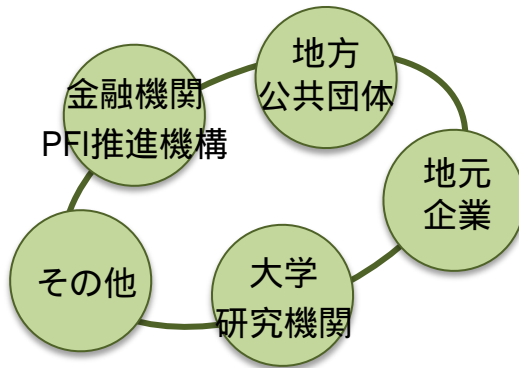 地方
公共団体
金融機関
PFI推進機構
地元
企業
その他
大学
研究機関